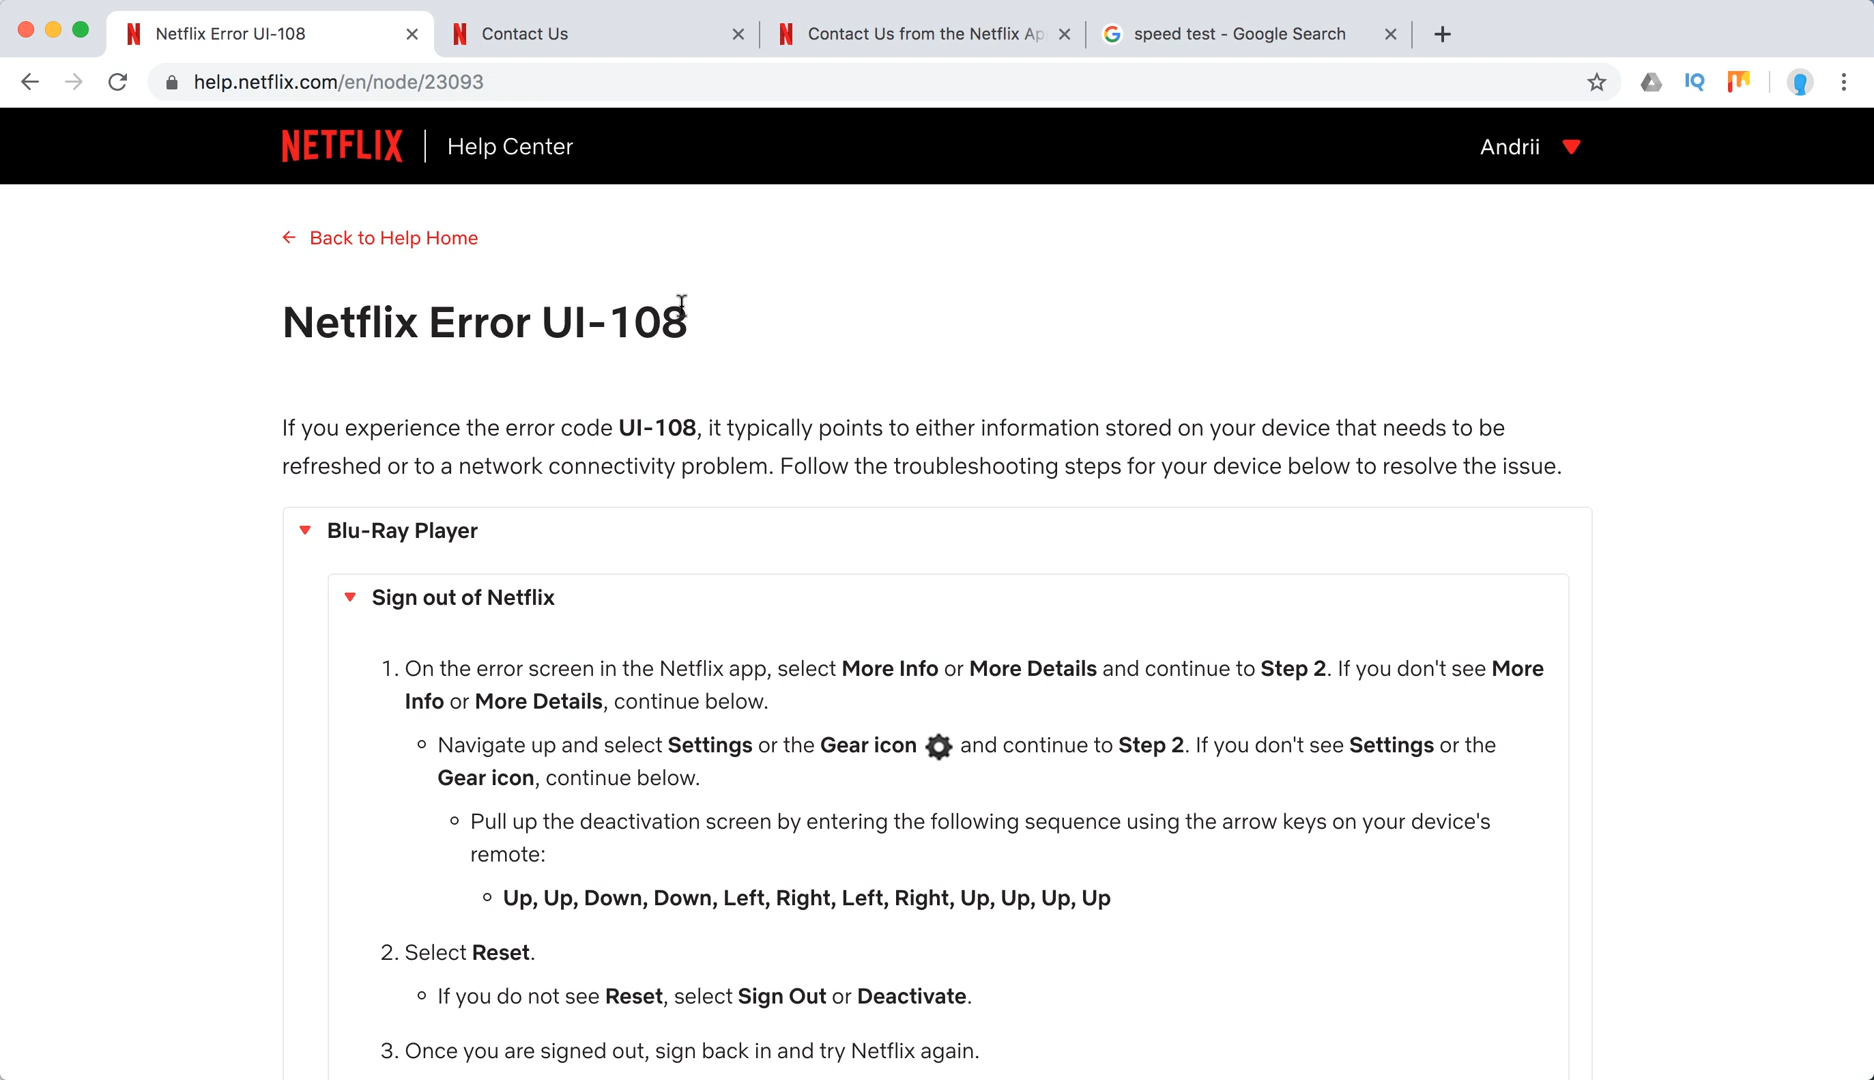 Netflix Error UI-108
Contact Us
Contact Us from the Netflix Ap
speed test - Google Search
help.netflix.com/en/node/23093
IQ
NETFLIX
Help Center
Andrii
← Back to Help Home
Netflix Error UI-108
If you experience the error code UI-108, it typically points to either information stored on your device that needs to be
refreshed or to a network connectivity problem. Follow the troubleshooting steps for your device below to resolve the issue.
Blu-Ray Player
Sign out of Netflix
1. On the error screen in the Netflix app, select More Info or More Details and continue to Step 2. If you don't see More
Info or More Details, continue below.
Navigate up and select Settings or the Gear icon and continue to Step 2. If you don't see Settings or the
Gear icon, continue below.
Pull up the deactivation screen by entering the following sequence using the arrow keys on your device's
remote:
Up, Up, Down, Down, Left, Right, Left, Right, Up, Up, Up, Up
2. Select Reset.
If you do not see Reset, select Sign Out or Deactivate.
3. Once you are signed out, sign back in and try Netflix again.